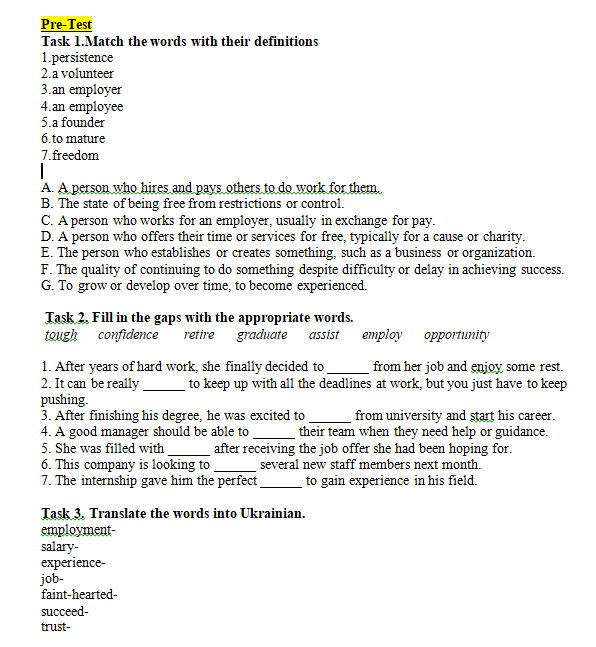 Pre-Test
Task 1.Match the words with their definitions
1.persistence
2.a volunteer
3.an employer
4.an employee
5.a founder
6.to mature
7.freedom
A. A person who hires and pays others to do work for them.
B. The state of being free from restrictions or control.
C. A person who works for an employer, usually in exchange for pay.
D. A person who offers their time or services for free, typically for a cause or charity.
E. The person who establishes or creates something, such as a business or organization.
F. The quality of continuing to do something despite difficulty or delay in achieving success.
G. To grow or develop over time, to become experienced.
Task 2. Fill in the gaps with the appropriate words.
tough confidence retire graduate assist employ opportunity
1. After years of hard work, she finally decided to ______ from her job and enjoy some rest.
2. It can be really ______ to keep up with all the deadlines at work, but you just have to keep
pushing.
3. After finishing his degree, he was excited to ______ from university and start his career.
4. A good manager should be able to ______ their team when they need help or guidance.
5. She was filled with ______ after receiving the job offer she had been hoping for.
6. This company is looking to ______ several new staff members next month.
7. The internship gave him the perfect ______ to gain experience in his field.
Task 3. Translate the words into Ukrainian.
employment-
salary-
experience-
job-
faint-hearted-
succeed-
trust-